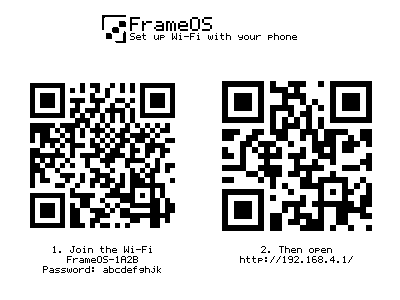 FrameOS
Set up Wi-Fi with your phone
1. Join the Wi-Fi
FrameOS-1A2B
Password: abcdefghjk
2. Then open
http://192.168.4.1/